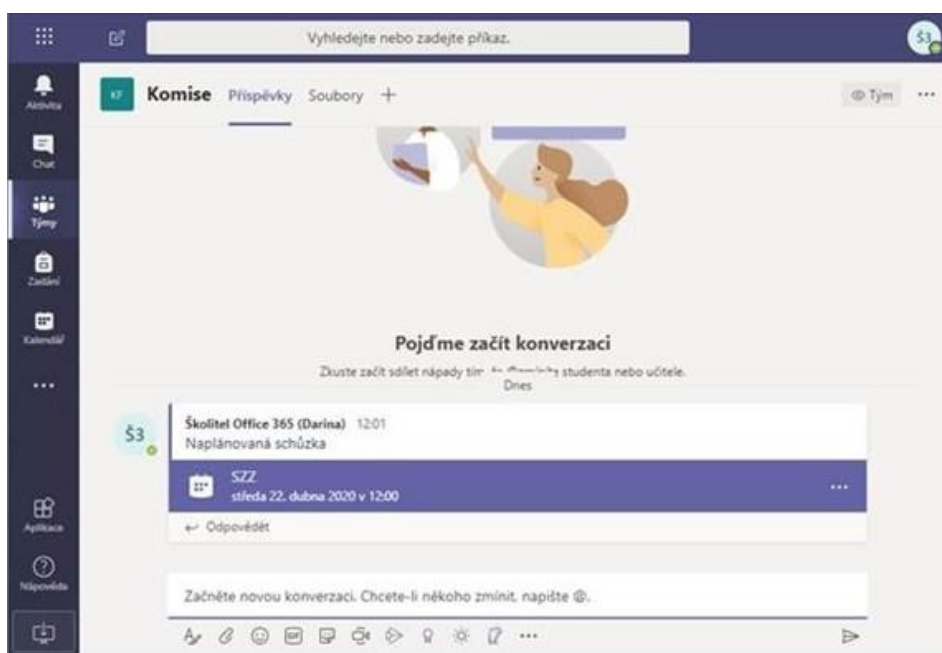 Vyhledejte nebo zadejte příkaz.
Š3
Aktivita
KF
Komise Příspěvky Soubory
Tým
Chat
Týmy
Zadání
Kalendář
Pojďme začít konverzaci
Zkuste začít sdílet nápady studenta nebo učitele.
Dnes
Š3
Školitel Office 365 (Darina) 12:01
Naplánovaná schůzka
SZZ
středa 22. dubna 2020 v 12:00
Odpovědět
Aplikace
Nápověda
Začněte novou konverzaci. Chcete-li někoho zmínit, napište @.
GIF